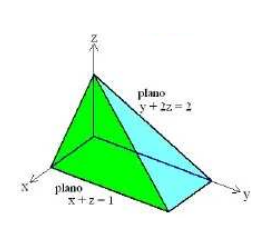 z
plano
y + 2z = 2
x
plano
x + z = 1
y